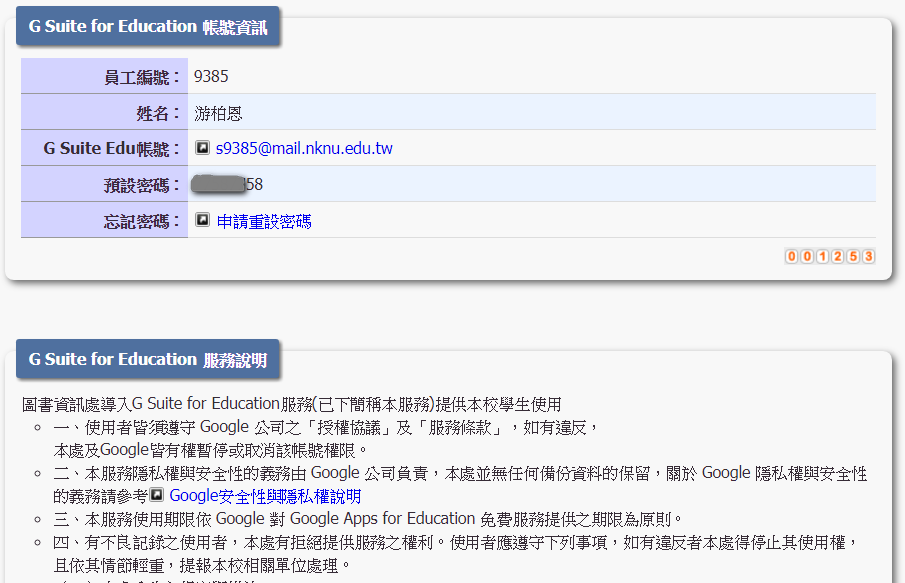 G Suite for Education 帳號資訊
員工編號： 9385
姓名： 游柏恩
G Suite Edu帳號： s9385@mail.nknu.edu.tw
預設密碼： 58
忘記密碼： 申請重設密碼
001253
G Suite for Education 服務說明
圖書資訊處導入G Suite for Education服務(已下簡稱本服務)提供本校學生使用
一、使用者皆須遵守 Google 公司之「授權協議」及「服務條款」，如有違反，
本處及Google皆有權暫停或取消該帳號權限。
二、本服務隱私權與安全性的義務由 Google 公司負責，本處並無任何備份資料的保留，關於 Google 隱私權與安全性
的義務請參考 Google安全性與隱私權說明
三、本服務使用期限依 Google 對 Google Apps for Education 免費服務提供之期限為原則。
四、有不良記錄之使用者，本處有拒絕提供服務之權利。使用者應遵守下列事項，如有違反者本處得停止其使用權，
且依其情節輕重，提報本校相關單位處理。